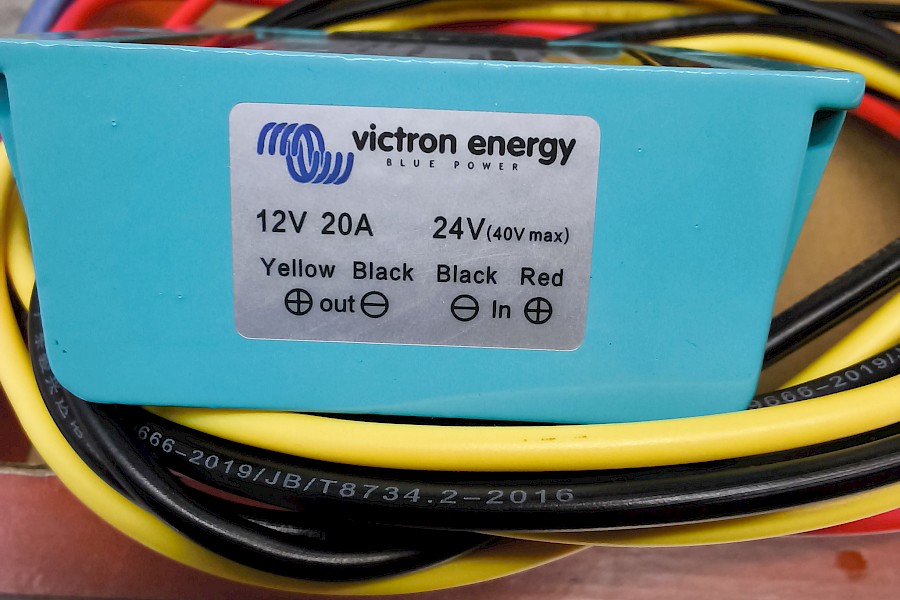 victron energy
BLUE POWER
12V 20A 24V(40V max)
Yellow Black Black Red
⊕ out ⊖ ⊖ In ⊕
9666-2019/J
666-2019/JB/T8734.2-2016